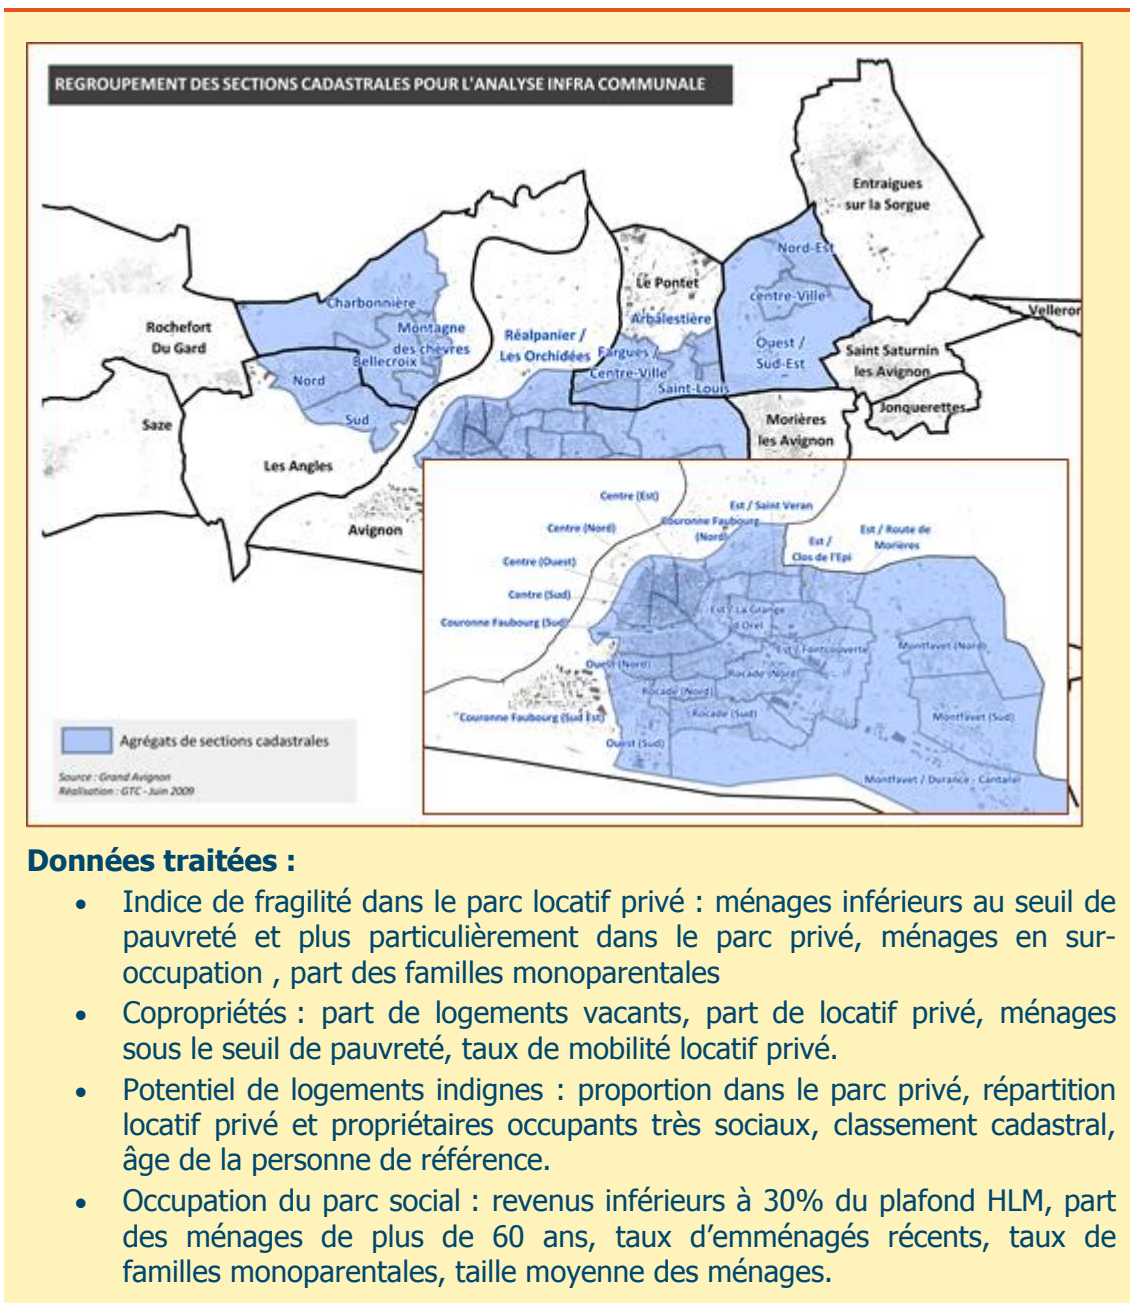 REGROUPEMENT DES SECTIONS CADASTRALES POUR L'ANALYSE INFRA COMMUNALE
Entraigues
sur la Sorgue
Nord-Est
Le Pontet
centre-Ville
Charbonnière
Velleron
Arbalestière
Rochefort
Du Gard
Montagne
des chèvres
Réalpanier /
Les Orchidées
Ouest /
Sud-Est
Saint Saturnin
les Avignon
Bellecroix
Fargues /
Centre-Ville
Nord
Saint-Louis
Jonquerettes
Saze
Sud
Morières
les Avignon
Les Angles
Avignon
Centre (Est)
Est / Saint Veran
Centre (Nord)
Couronne Faubourg
(Nord)
Est / Route de
Morières
Est /
Clos de l'Epi
Centre (Ouest)
Centre (Sud)
Est / La Grange
d'Orel
Couronne Faubourg (Sud)
Est / Fontcouverte
Montfavet (Nord)
Ouest (Nord)
Rocade (Nord)
Rocade (Nord)
Couronne Faubourg (Sud Est)
Rocade (Sud)
Montfavet (Sud)
Ouest (Sud)
Montfavet / Durance - Cantarel
Agrégats de sections cadastrales
Source : Grand Avignon
Réalisation : GTC - Juin 2009
Données traitées :
• Indice de fragilité dans le parc locatif privé : ménages inférieurs au seuil de
pauvreté et plus particulièrement dans le parc privé, ménages en sur-
occupation , part des familles monoparentales
• Copropriétés : part de logements vacants, part de locatif privé, ménages
sous le seuil de pauvreté, taux de mobilité locatif privé.
• Potentiel de logements indignes : proportion dans le parc privé, répartition
locatif privé et propriétaires occupants très sociaux, classement cadastral,
âge de la personne de référence.
• Occupation du parc social : revenus inférieurs à 30% du plafond HLM, part
des ménages de plus de 60 ans, taux d'emménagés récents, taux de
familles monoparentales, taille moyenne des ménages.